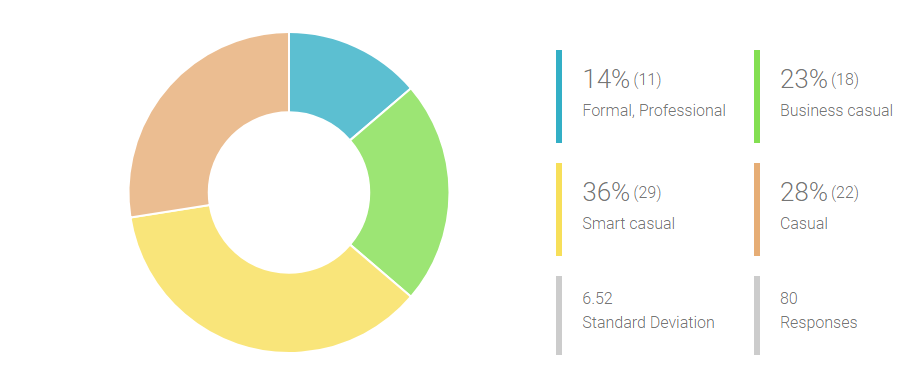 14% (11)
Formal, Professional
23% (18)
Business casual
36% (29)
Smart casual
28% (22)
Casual
6.52
Standard Deviation
80
Responses